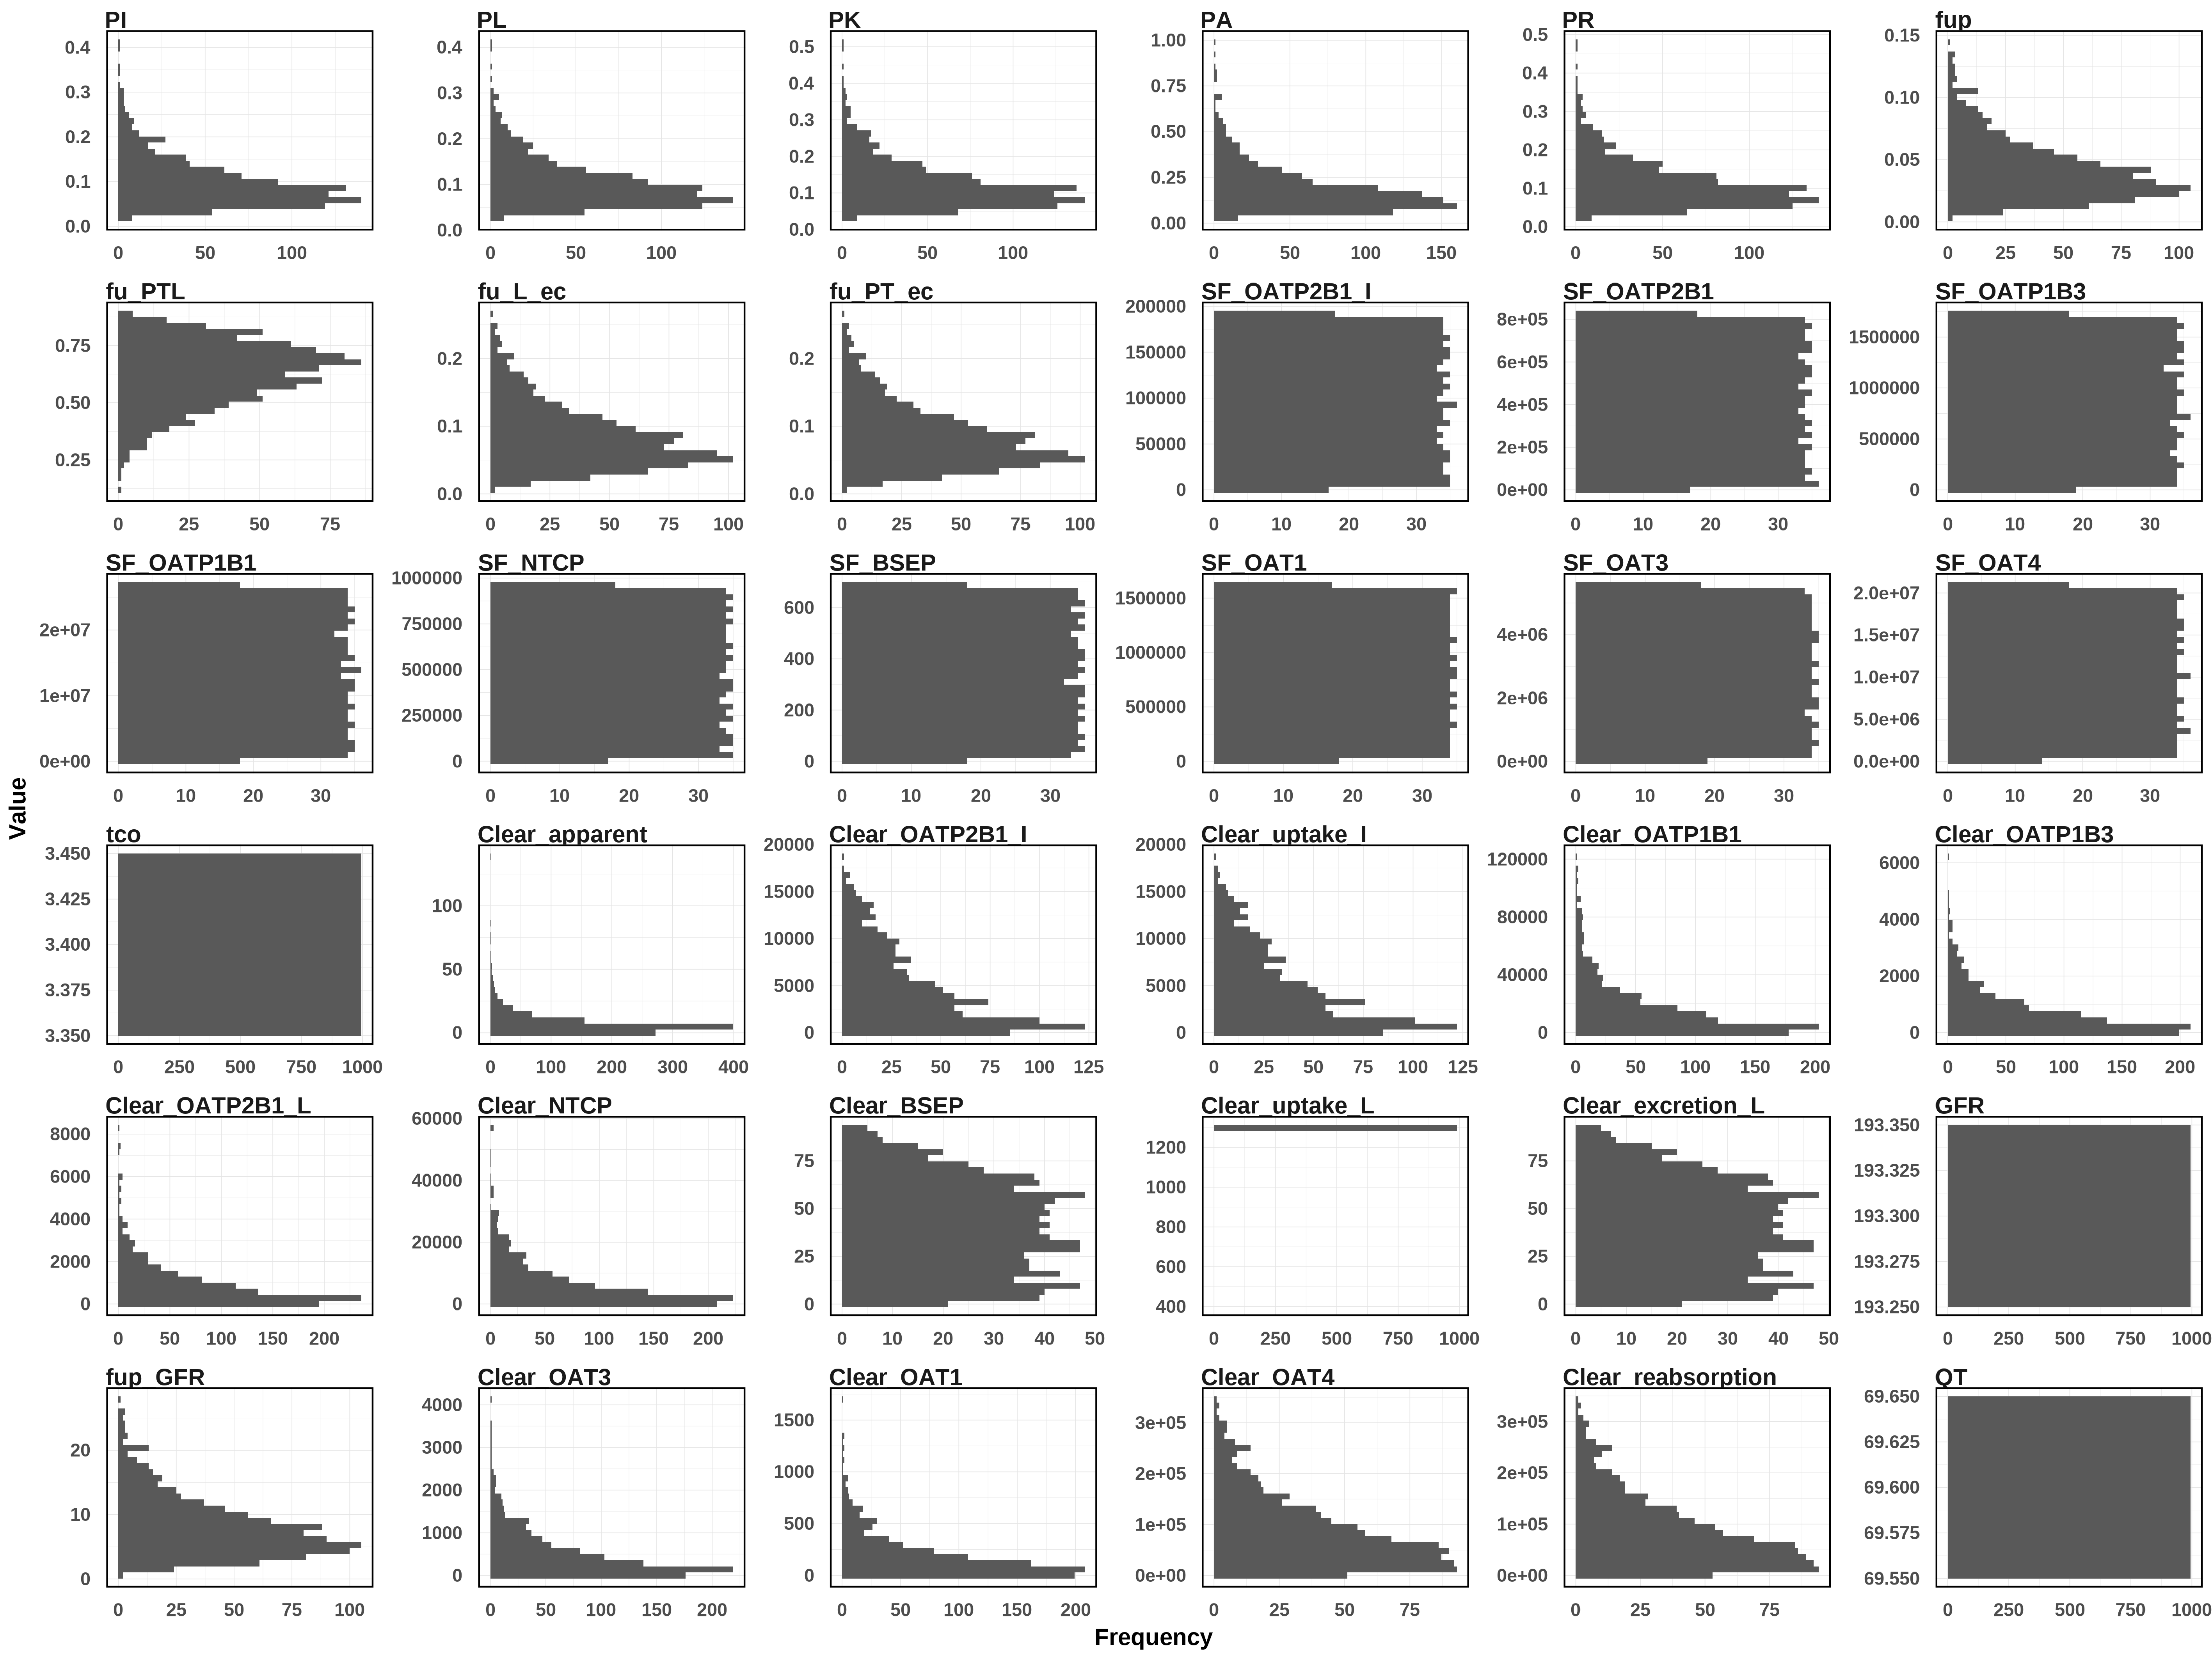 PI PL PK PA PR fup
0.4 0.4 0.5 1.00 0.5 0.15
0.3 0.3 0.4 0.75 0.4 0.10
0.2 0.2 0.3 0.50 0.3 0.05
0.1 0.1 0.2 0.25 0.2 0.00
0.0 0.0 0.1 0.00 0.1
0.0 0.0
0 50 100 0 50 100 0 50 100 0 50 100 150 0 50 100 0 25 50 75 100
fu_PTL fu_L_ec fu_PT_ec SF_OATP2B1_I SF_OATP2B1 SF_OATP1B3
0.75 0.2 0.2 200000 8e+05 1500000
0.50 0.1 0.1 150000 6e+05 1000000
0.25 0.0 0.0 100000 4e+05 500000
50000 2e+05 0
0 0e+00
0 25 50 75 0 25 50 75 100 0 25 50 75 100 0 10 20 30 0 10 20 30 0 10 20 30
SF_OATP1B1 SF_NTCP SF_BSEP SF_OAT1 SF_OAT3 SF_OAT4
2e+07 1000000 600 1500000 4e+06 2.0e+07
1e+07 750000 400 1000000 2e+06 1.5e+07
0e+00 500000 200 500000 0e+00 1.0e+07
250000 0 0 5.0e+06
0 0.0e+00
0 10 20 30 0 10 20 30 0 10 20 30 0 10 20 30 0 10 20 30 0 10 20 30
Value
tco Clear_apparent Clear_OATP2B1_I Clear_uptake_I Clear_OATP1B1 Clear_OATP1B3
3.450 100 20000 20000 120000 6000
3.425 50 15000 15000 80000 4000
3.400 0 10000 10000 40000 2000
3.375 5000 5000 0 0
3.350 0 0
0 250 500 750 1000 0 100 200 300 400 0 25 50 75 100 125 0 25 50 75 100 125 0 50 100 150 200 0 50 100 150 200
Clear_OATP2B1_L Clear_NTCP Clear_BSEP Clear_uptake_L Clear_excretion_L GFR
8000 60000 75 1200 75 193.350
6000 40000 50 1000 50 193.325
4000 20000 25 800 25 193.300
2000 0 0 600 0 193.275
0 400 193.250
0 50 100 150 200 0 50 100 150 200 0 10 20 30 40 50 0 250 500 750 1000 0 10 20 30 40 50 0 250 500 750 1000
fup_GFR Clear_OAT3 Clear_OAT1 Clear_OAT4 Clear_reabsorption QT
20 4000 1500 3e+05 3e+05 69.650
10 3000 1000 2e+05 2e+05 69.625
0 2000 500 1e+05 1e+05 69.600
1000 0 0e+00 0e+00 69.575
0 69.550
0 25 50 75 100 0 50 100 150 200 0 50 100 150 200 0 25 50 75 0 25 50 75 0 250 500 750 1000
Frequency